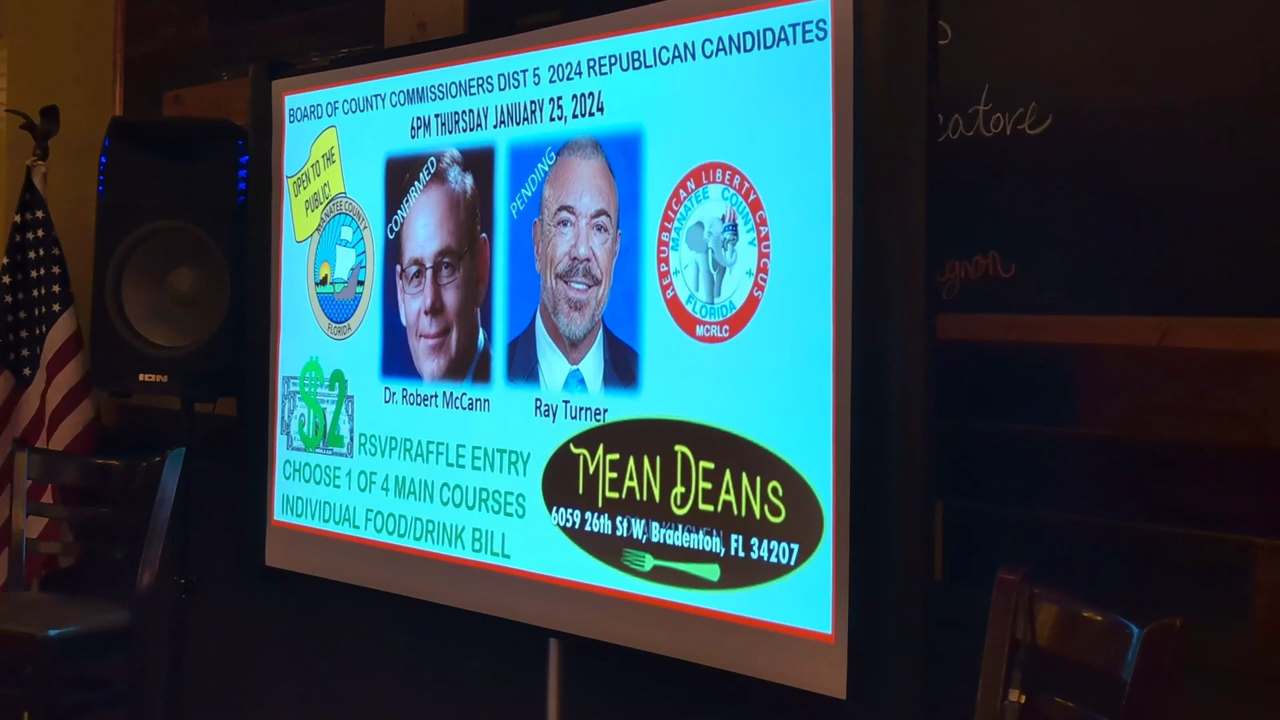 BOARD OF COUNTY COMMISSIONERS DIST 5 2024 REPUBLICAN CANDIDATES
6PM THURSDAY JANUARY 25, 2024
OPEN TO THE
PUBLIC!
MANATEE COUNTY
FLORIDA
CONFIRMED
PENDING
REPUBLICAN LIBERTY CAUCUS
MANATEE COUNTY
FLORIDA
MCRLC
Dr. Robert McCann
Ray Turner
$2
RSVP/RAFFLE ENTRY
CHOOSE 1 OF 4 MAIN COURSES
INDIVIDUAL FOOD/DRINK BILL
MEAN DEANS
6059 26th St W, Bradenton, FL 34207
ION